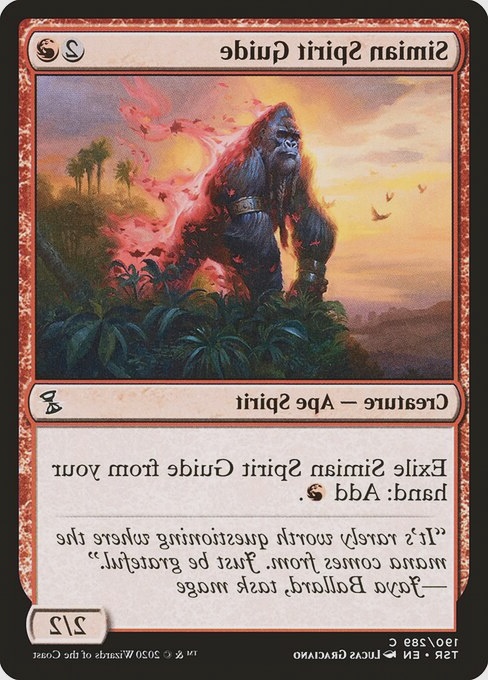 Simian Spirit Guide 2
Creature — Ape Spirit
Exile Simian Spirit Guide from your
hand: Add .
"It's rarely worth questioning where the
mana comes from. Just be grateful."
—Jaya Ballard, task mage
2/2
190/289 C
TSR • EN Lucas Graciano
™ & © 2020 Wizards of the Coast